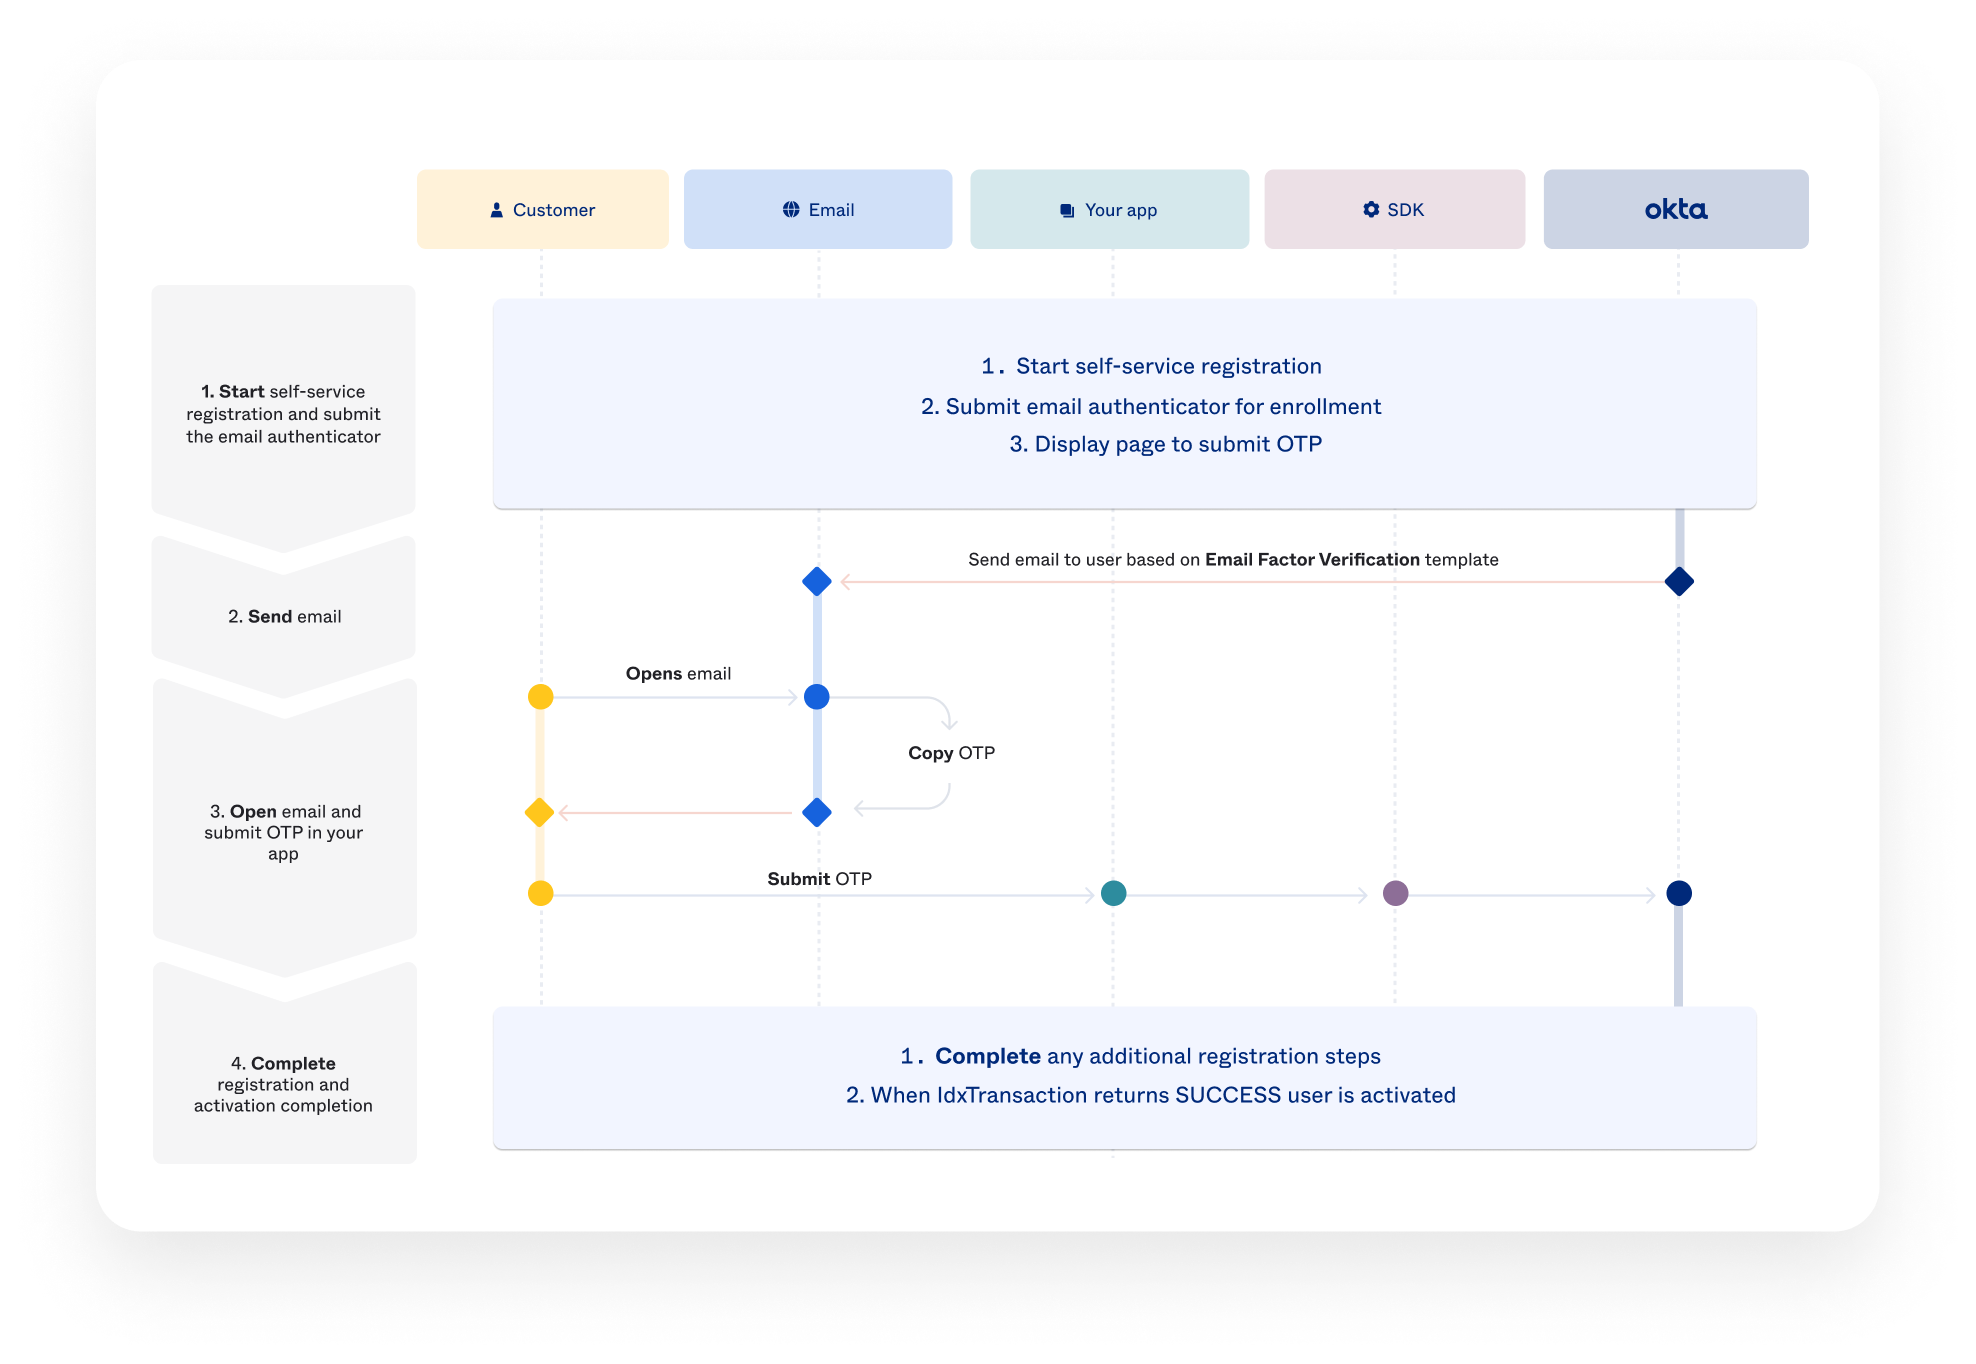 Customer
Email
Your app
SDK
okta
1. Start self-service
registration and submit
the email authenticator
1. Start self-service registration
2. Submit email authenticator for enrollment
3. Display page to submit OTP
2. Send email
Send email to user based on Email Factor Verification template
3. Open email and
submit OTP in your
app
Opens email
Copy OTP
Submit OTP
4. Complete
registration and
activation completion
1. Complete any additional registration steps
2. When IdxTransaction returns SUCCESS user is activated